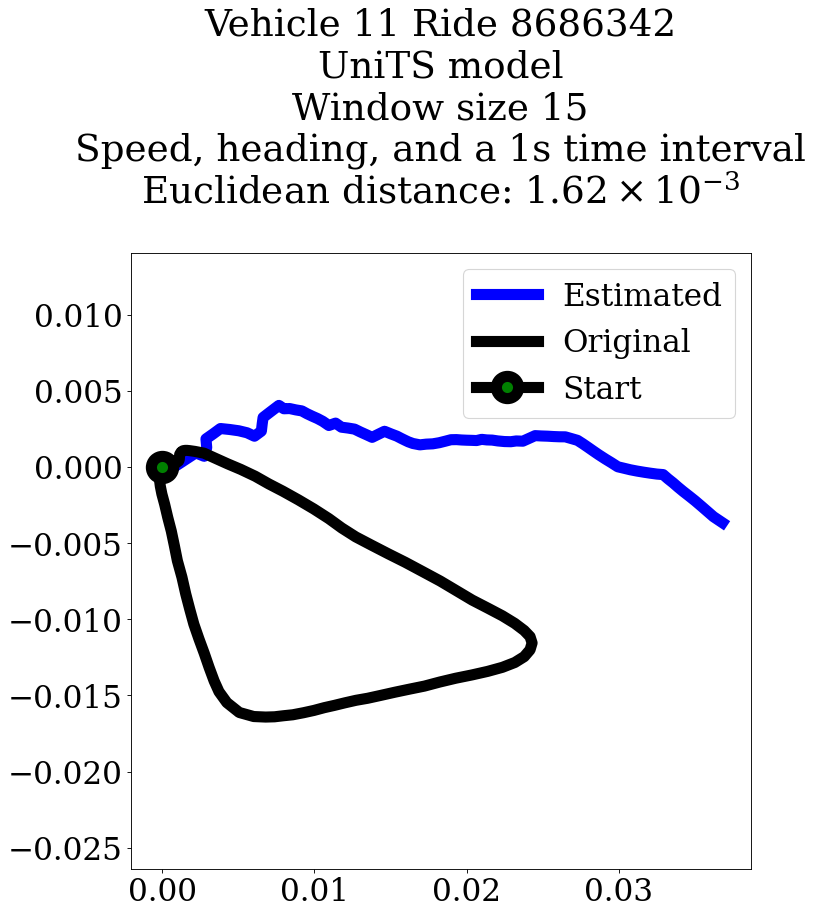 Vehicle 11 Ride 8686342
UniTS model
Window size 15
Speed, heading, and a 1s time interval
Euclidean distance: 1.62 × 10⁻³
Estimated
Original
Start
0.010
0.005
0.000
−0.005
−0.010
−0.015
−0.020
−0.025
0.00 0.01 0.02 0.03